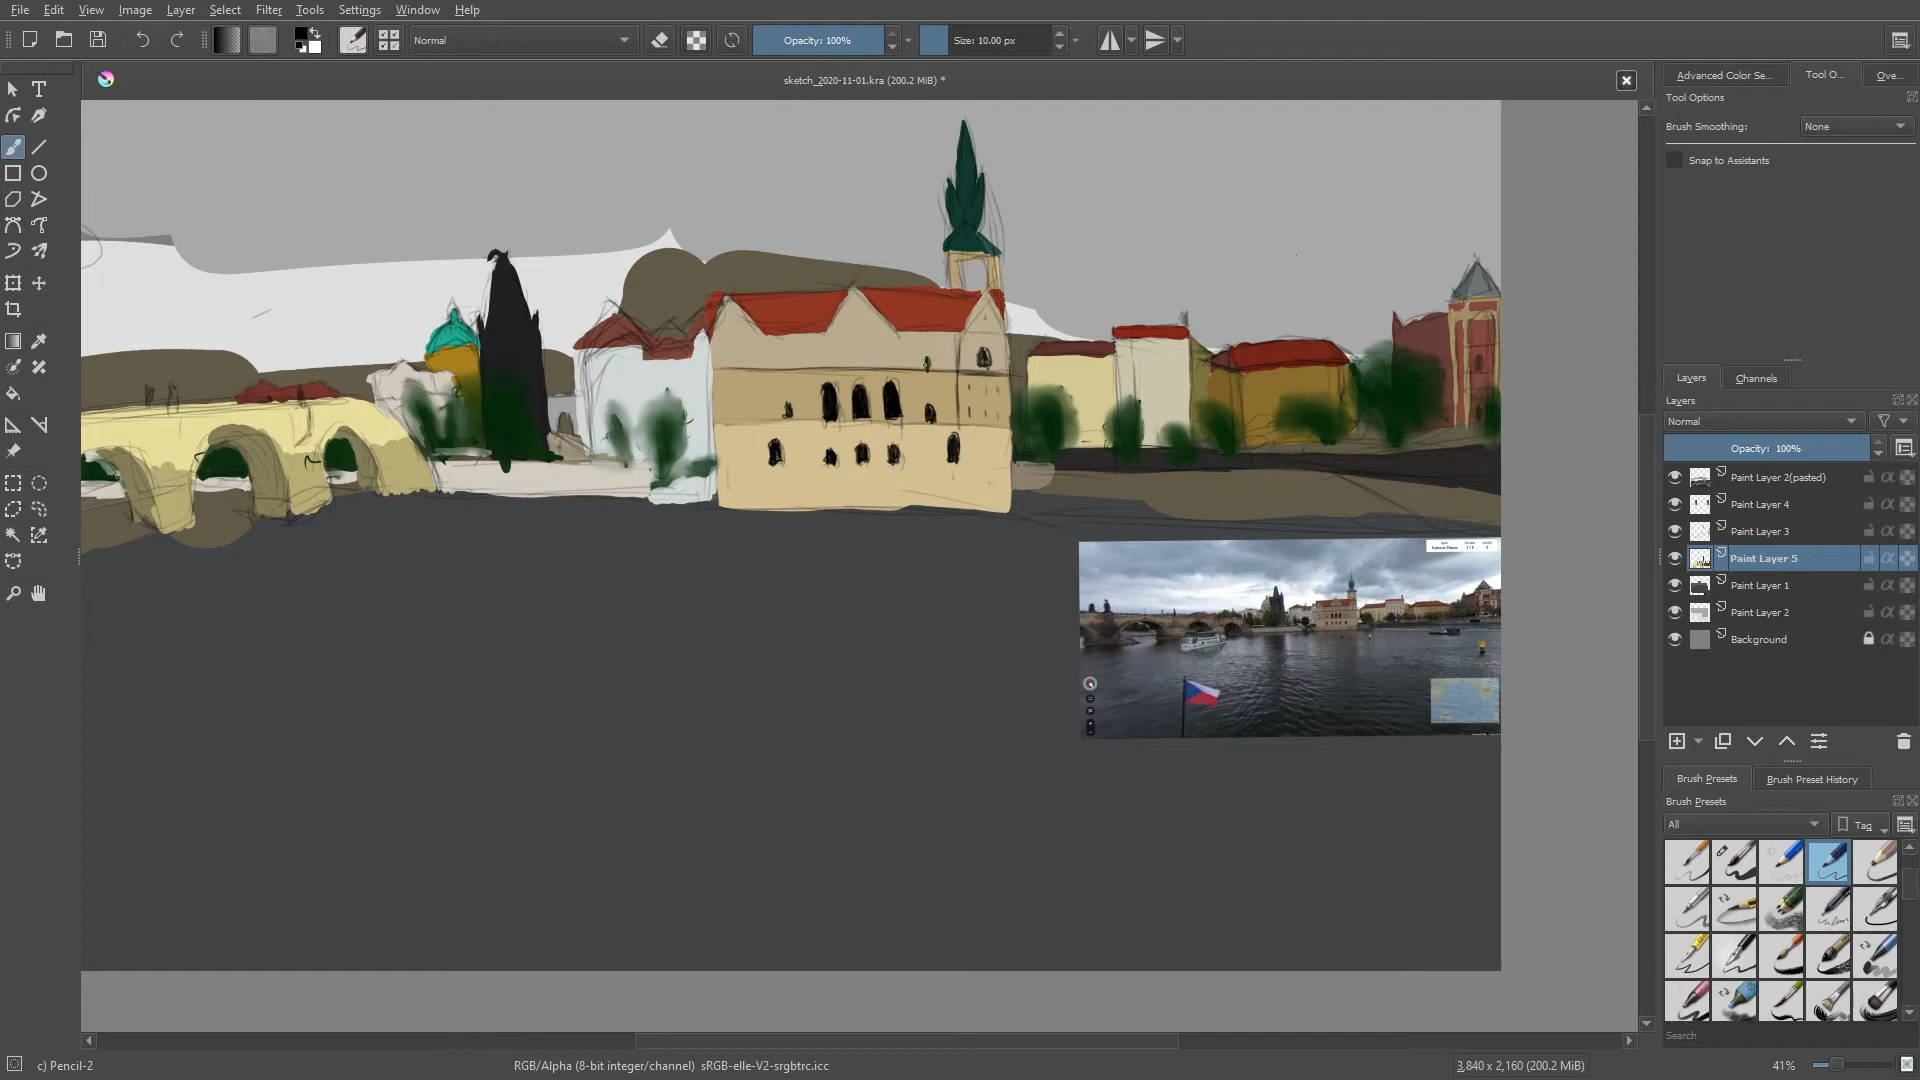 File Edit View Image Layer Select Filter Tools Settings Window Help
Normal
Opacity: 100%
Size: 10.00 px
sketch_2020-11-01.kra (200.2 MiB) *
Advanced Color Se...
Tool O...
Ove...
Tool Options
Brush Smoothing:
None
Snap to Assistants
Layers
Channels
Layers
Normal
Opacity: 100%
Paint Layer 2(pasted)
Paint Layer 4
Paint Layer 3
Paint Layer 5
Paint Layer 1
Paint Layer 2
Background
Brush Presets
Brush Preset History
Brush Presets
All
Tag
Search
c) Pencil-2
RGB/Alpha (8-bit integer/channel) sRGB-elle-V2-srgbtrc.icc
3,840 x 2,160 (200.2 MiB)
41%